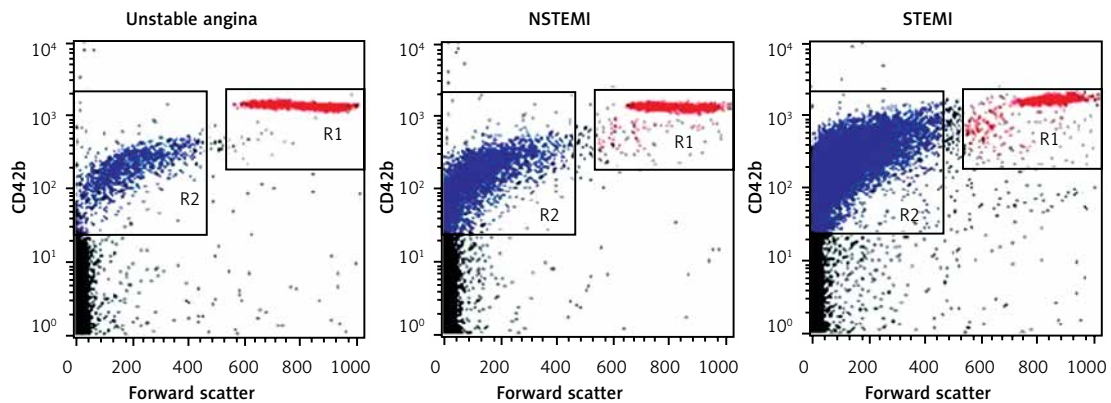 Unstable angina
CD42b
10⁴
10³
10²
10¹
10⁰
R1
R2
0 200 400 600 800 1000
Forward scatter
NSTEMI
CD42b
10⁴
10³
10²
10¹
10⁰
R1
R2
0 200 400 600 800 1000
Forward scatter
STEMI
CD42b
10⁴
10³
10²
10¹
10⁰
R1
R2
0 200 400 600 800 1000
Forward scatter